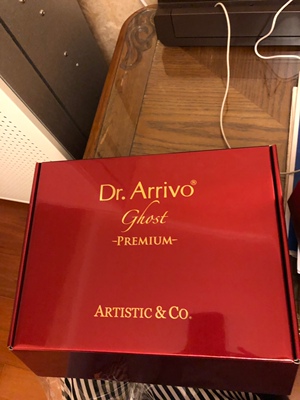 Dr. Arrivo®
Ghost
-PREMIUM-
ARTISTIC & CO.